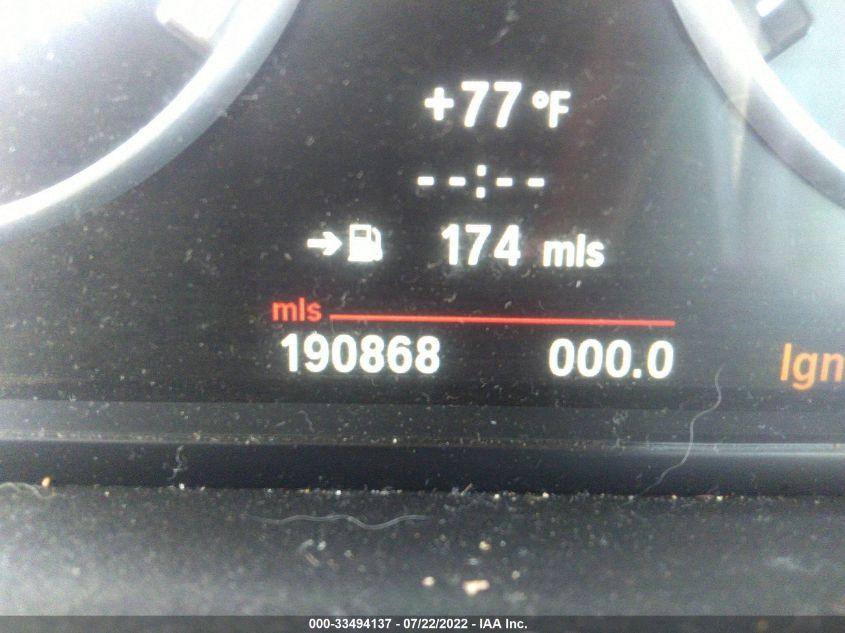 +77 °F
--:--
→ 174 mls
mls
190868 000.0 Ign
000-33494137 - 07/22/2022 - IAA Inc.